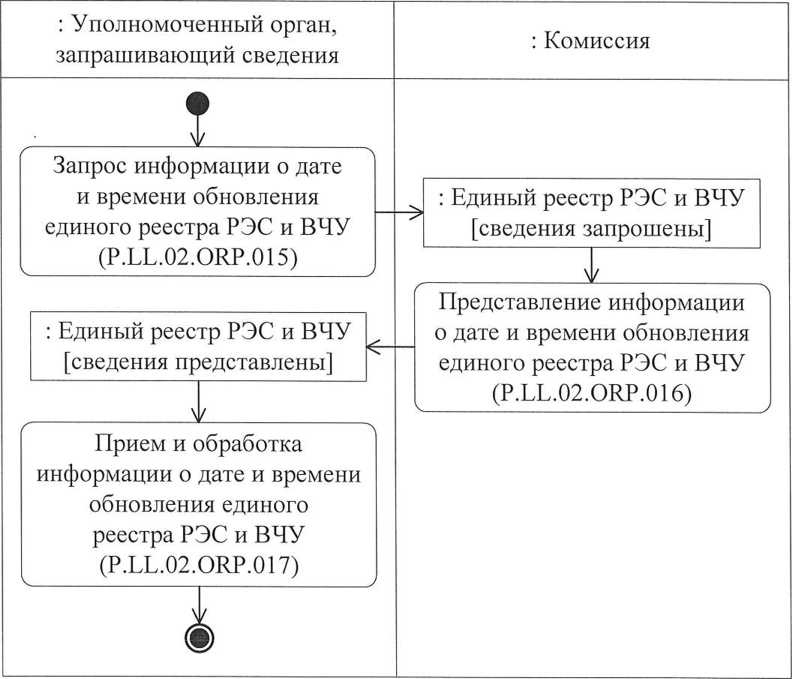 : Уполномоченный орган,
запрашивающий сведения
: Комиссия
Запрос информации о дате
и времени обновления
единого реестра РЭС и ВЧУ
(P.LL.02.ORP.015)
: Единый реестр РЭС и ВЧУ
[сведения запрошены]
Представление информации
о дате и времени обновления
единого реестра РЭС и ВЧУ
(P.LL.02.ORP.016)
: Единый реестр РЭС и ВЧУ
[сведения представлены]
Прием и обработка
информации о дате и времени
обновления единого
реестра РЭС и ВЧУ
(P.LL.02.ORP.017)